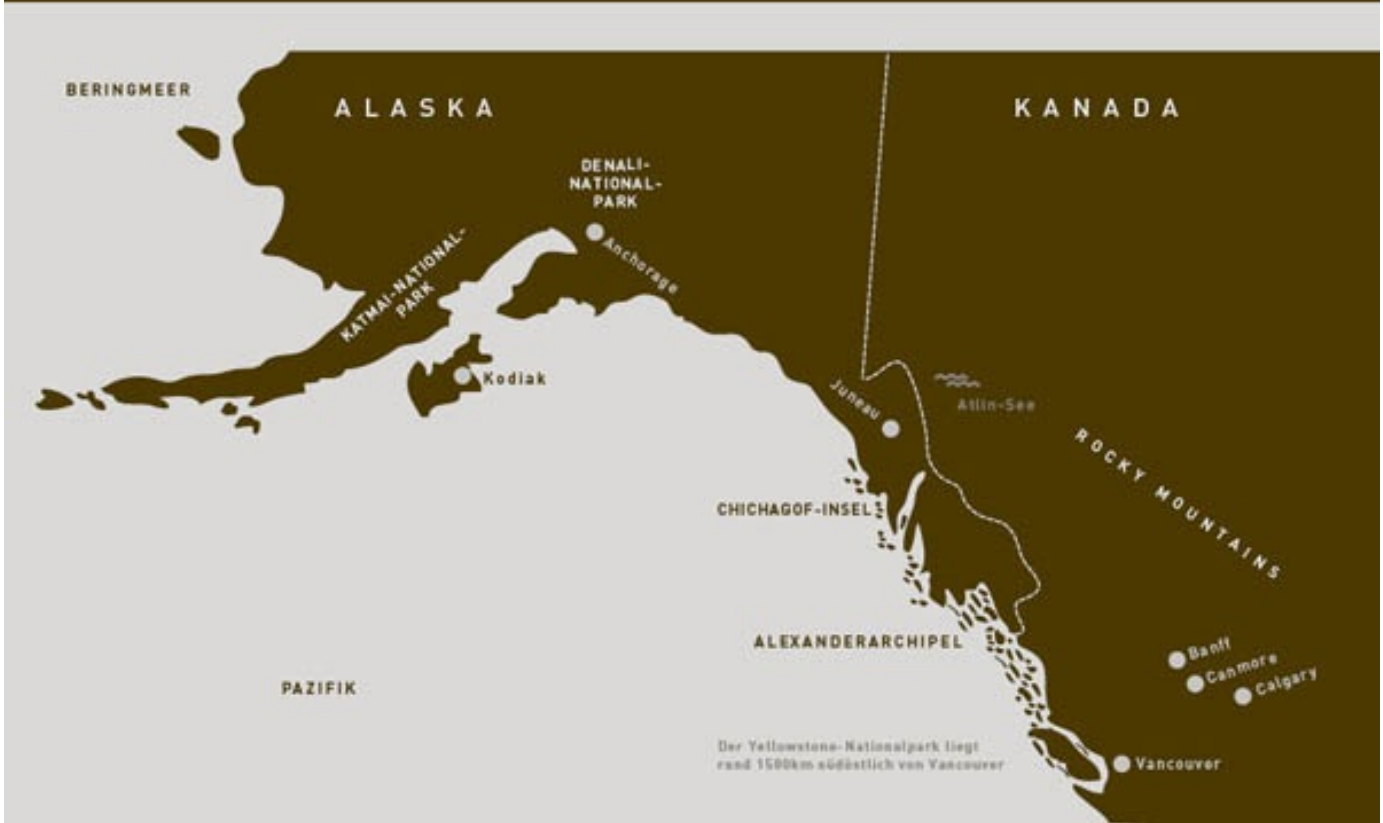 BERINGMEER
ALASKA
KANADA
DENALI-
NATIONAL-
PARK
Anchorage
KATMAI-NATIONAL-
PARK
Kodiak
Juneau
Atlin-See
ROCKY MOUNTAINS
CHICHAGOF-INSEL
ALEXANDERARCHIPEL
Banff
Canmore
Calgary
PAZIFIK
Der Yellowstone-Nationalpark liegt
rund 1500km südöstlich von Vancouver
Vancouver